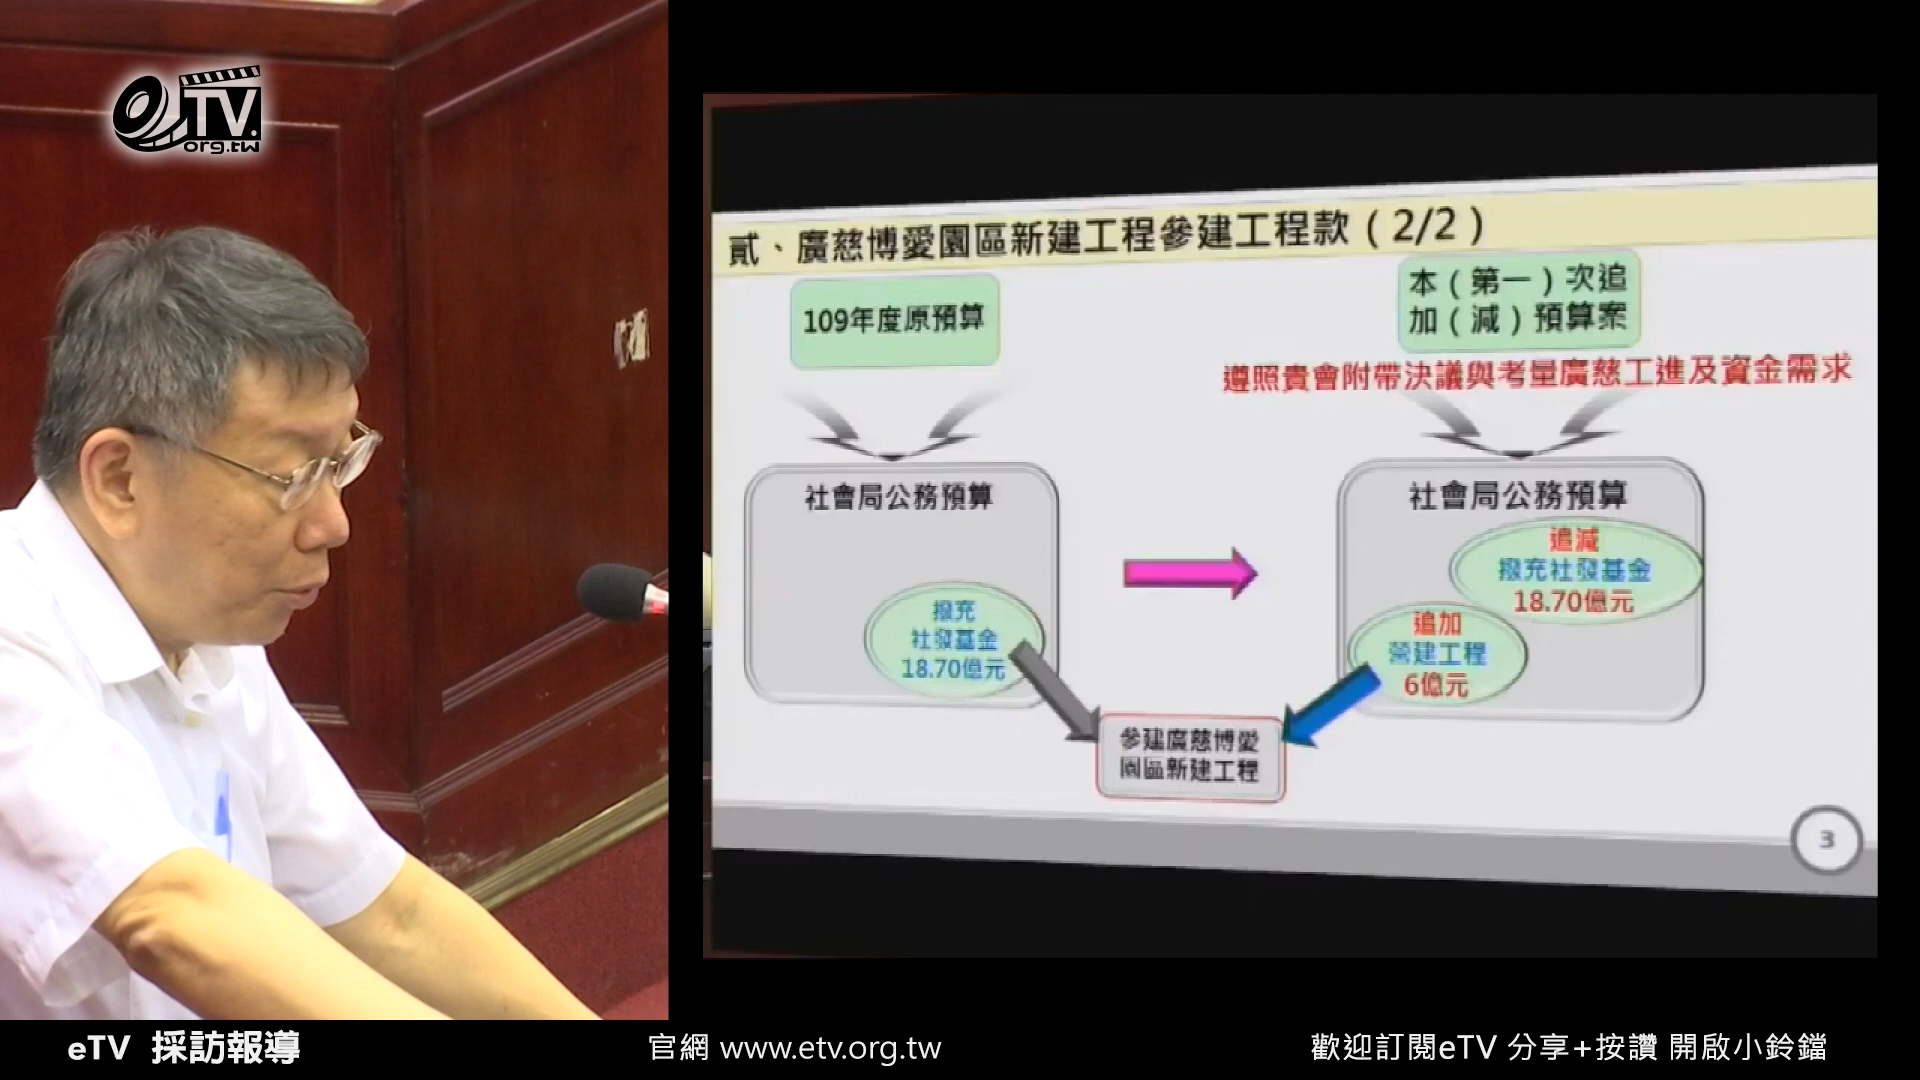 eTV.
org.tw
貳、廣慈博愛園區新建工程參建工程款(2/2)
109年度原預算
本(第一)次追
加(減)預算案
遵照貴會附帶決議與考量廣慈工進及資金需求
社會局公務預算
撥充
社發基金
18.70億元
社會局公務預算
追減
撥充社發基金
18.70億元
追加
營建工程
6億元
參建廣慈博愛
園區新建工程
3
eTV 採訪報導
官網 www.etv.org.tw
歡迎訂閱eTV 分享+按讚 開啟小鈴鐺